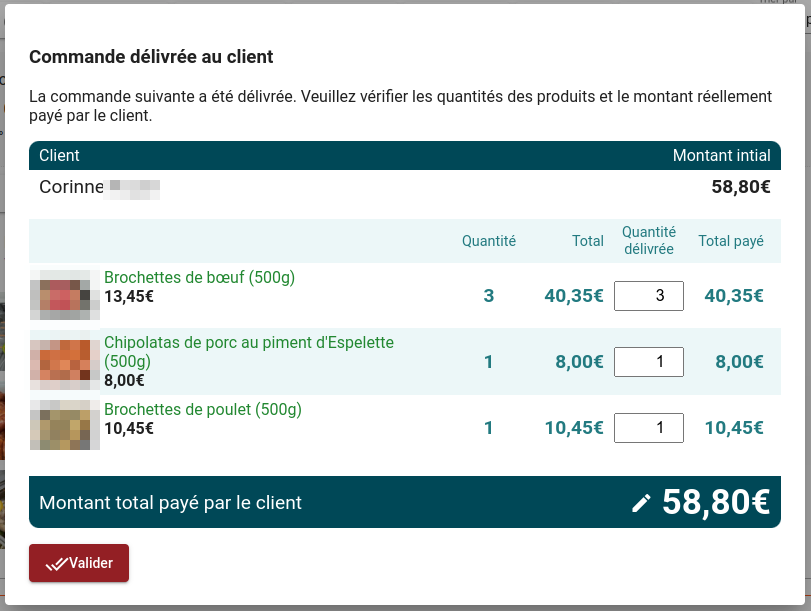 Commande délivrée au client
La commande suivante a été délivrée. Veuillez vérifier les quantités des produits et le montant réellement
payé par le client.
Client Montant intial
Corinne 58,80€
Quantité Total Quantité délivrée Total payé
Brochettes de bœuf (500g)
13,45€ 3 40,35€ 3 40,35€
Chipolatas de porc au piment d'Espelette
(500g) 1 8,00€ 1 8,00€
8,00€
Brochettes de poulet (500g)
10,45€ 1 10,45€ 1 10,45€
Montant total payé par le client 58,80€
Valider